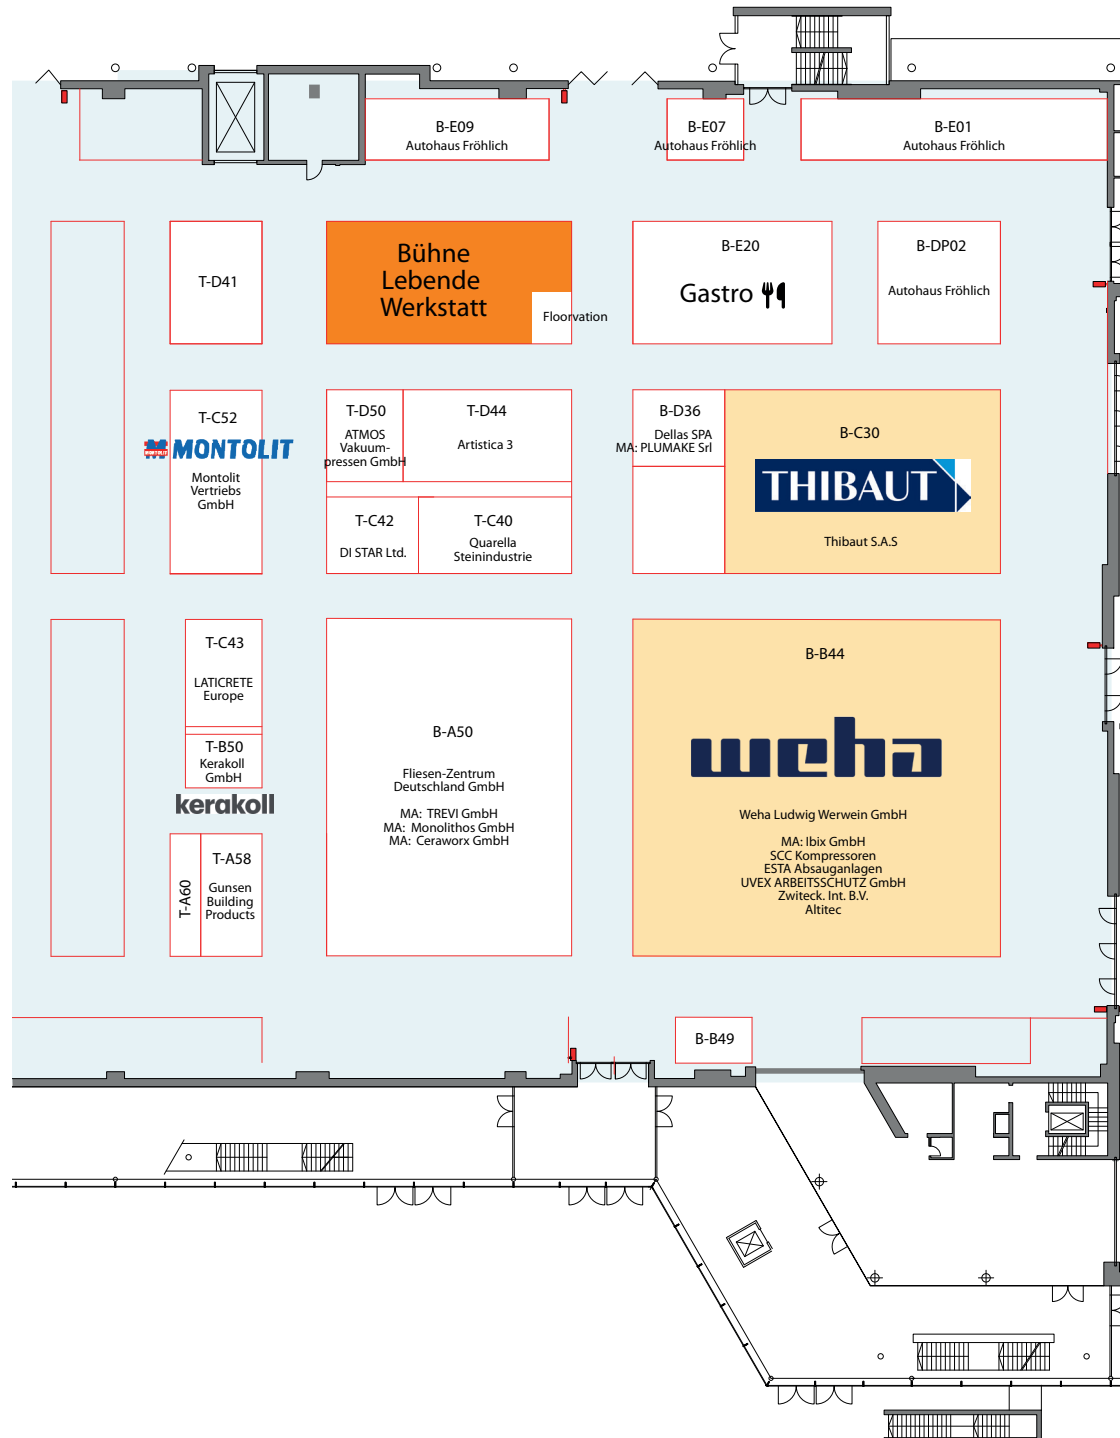 B-E09
Autohaus Fröhlich
B-E07
Autohaus Fröhlich
B-E01
Autohaus Fröhlich
T-D41
Bühne
Lebende
Werkstatt
Floorvation
B-E20
Gastro
B-DP02
Autohaus Fröhlich
T-C52
MONTOLIT
MONTOLIT
Montolit
Vertriebs
GmbH
T-D50
ATMOS
Vakuum-
pressen GmbH
T-D44
Artistica 3
T-C42
DI STAR Ltd.
T-C40
Quarella
Steinindustrie
B-D36
Dellas SPA
MA: PLUMAKE Srl
B-C30
THIBAUT
Thibaut S.A.S
T-C43
LATICRETE
Europe
T-B50
Kerakoll
GmbH
kerakoll
T-A60
T-A58
Gunsen
Building
Products
B-A50
Fliesen-Zentrum
Deutschland GmbH
MA: TREVI GmbH
MA: Monolithos GmbH
MA: Ceraworx GmbH
B-B44
weha
Weha Ludwig Werwein GmbH
MA: Ibix GmbH
SCC Kompressoren
ESTA Absauganlagen
UVEX ARBEITSSCHUTZ GmbH
Zwiteck. Int. B.V.
Altitec
B-B49